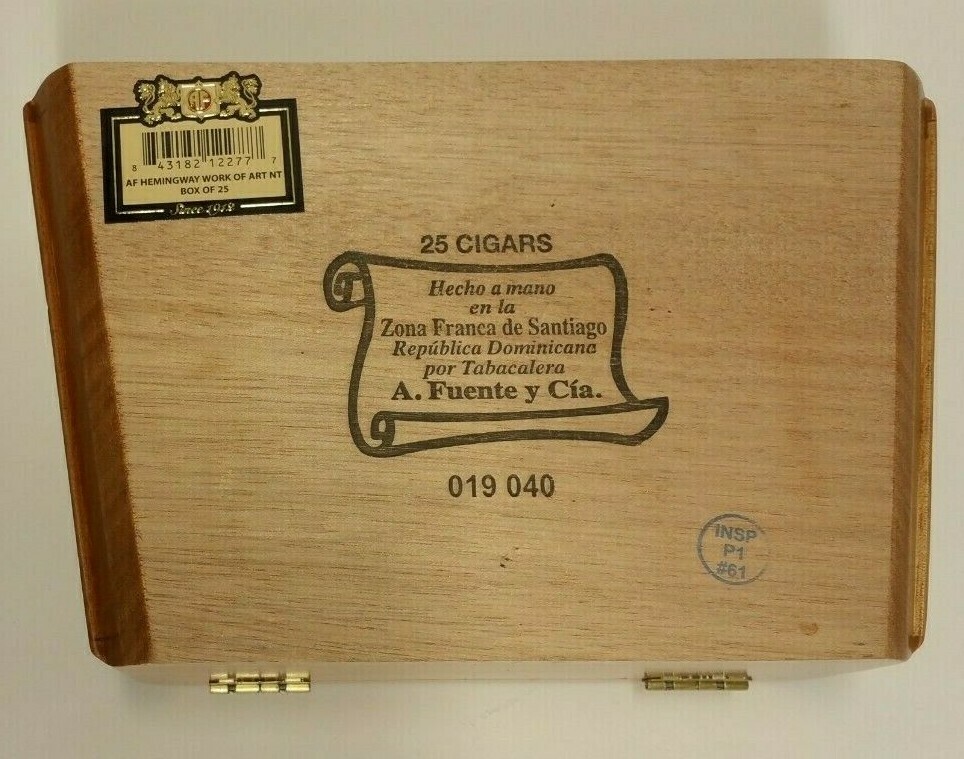 AF
8 43182 12277 7
AF HEMINGWAY WORK OF ART NT
BOX OF 25
Since 1912
25 CIGARS
Hecho a mano
en la
Zona Franca de Santiago
República Dominicana
por Tabacalera
A. Fuente y Cía.
019 040
INSP
P1
#61